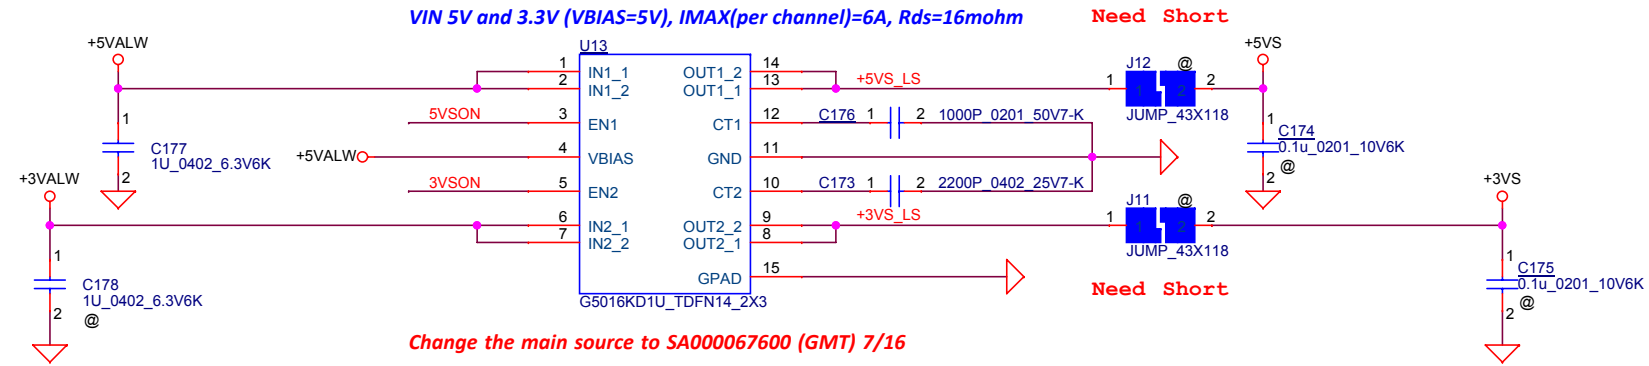 VIN 5V and 3.3V (VBIAS=5V), IMAX(per channel)=6A, Rds=16mohm
Need Short
+5VALW
U13
+5VS
1 IN1_1 OUT1_2 14
J12 @
2 IN1_2 OUT1_1 13 +5VS_LS 1 1 2 2
JUMP_43X118
5VSON 3 EN1 CT1 12 C176 1 2 1000P_0201_50V7-K
1
C177
1U_0402_6.3V6K
2
1
C174
0.1u_0201_10V6K
@
2
+5VALW 4 VBIAS GND 11
+3VALW
3VSON 5 EN2 CT2 10 C173 1 2 2200P_0402_25V7-K
+3VS
J11 @
6 IN2_1 OUT2_2 9 +3VS_LS 1 1 2 2
7 IN2_2 OUT2_1 8
JUMP_43X118
GPAD 15
1
C178
1U_0402_6.3V6K
2
@
1
C175
0.1u_0201_10V6K
2
@
G5016KD1U_TDFN14_2X3
Need Short
Change the main source to SA000067600 (GMT) 7/16